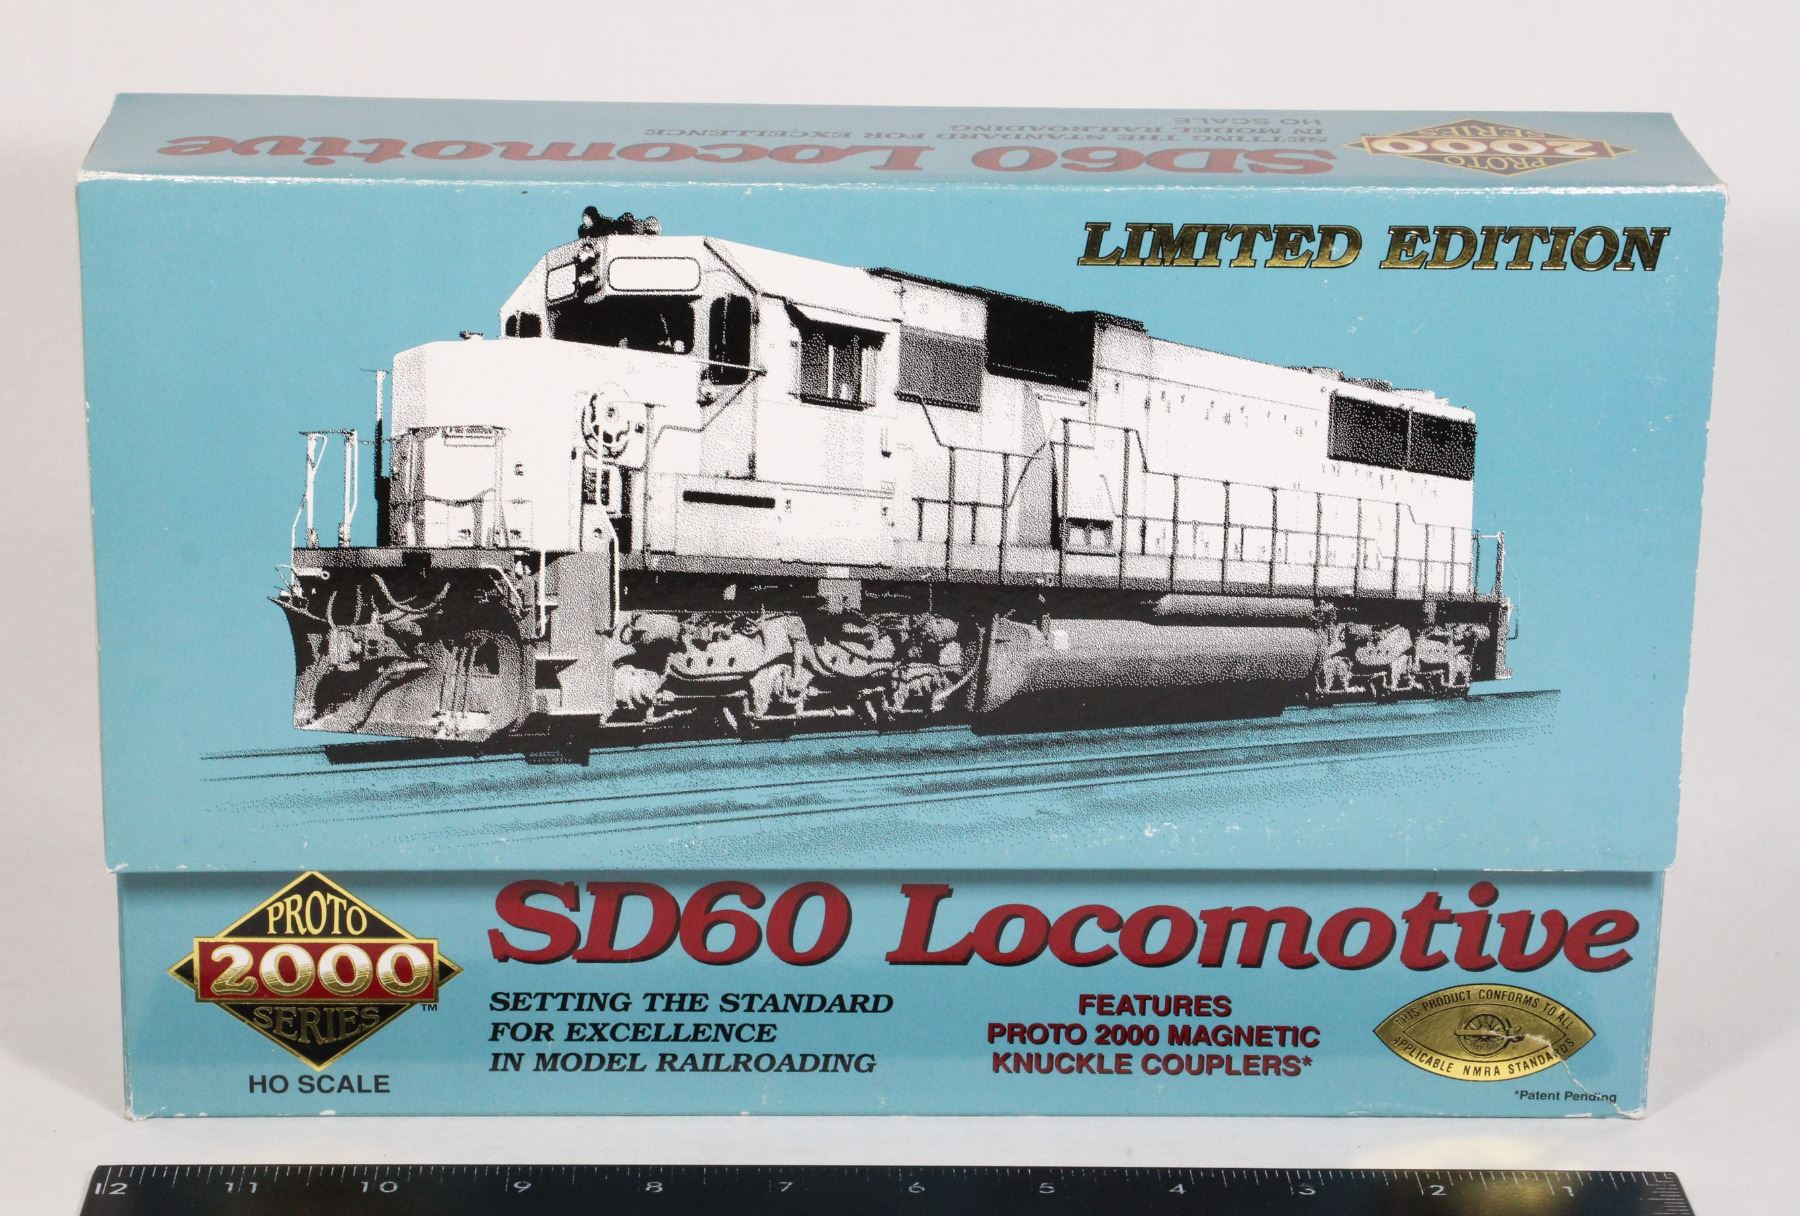 SD60 Locomotive
SETTING THE STANDARD FOR EXCELLENCE
IN MODEL RAILROADING
HO SCALE
PROTO
2000
SERIES
LIMITED EDITION
PROTO
2000
SERIES
TM
HO SCALE
SD60 Locomotive
SETTING THE STANDARD
FOR EXCELLENCE
IN MODEL RAILROADING
FEATURES
PROTO 2000 MAGNETIC
KNUCKLE COUPLERS*
THIS PRODUCT CONFORMS TO ALL
APPLICABLE NMRA STANDARDS
*Patent Pending
12 11 10 9 8 7 6 5 4 3 2 1